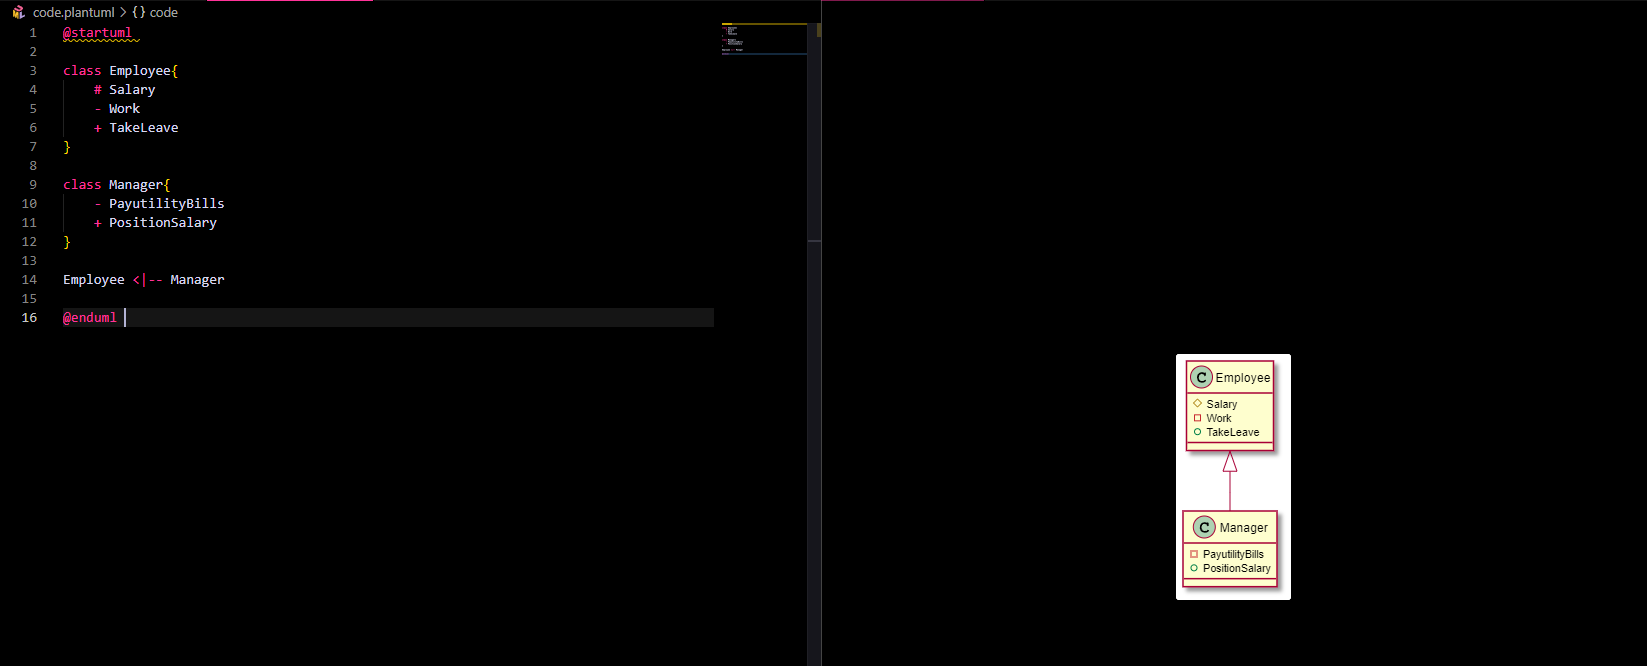 code.plantuml > {} code
1 @startuml
2
3 class Employee{
4 # Salary
5 - Work
6 + TakeLeave
7 }
8
9 class Manager{
10 - PayutilityBills
11 + PositionSalary
12 }
13
14 Employee <|-- Manager
15
16 @enduml
C Employee
Salary
Work
TakeLeave
C Manager
PayutilityBills
PositionSalary